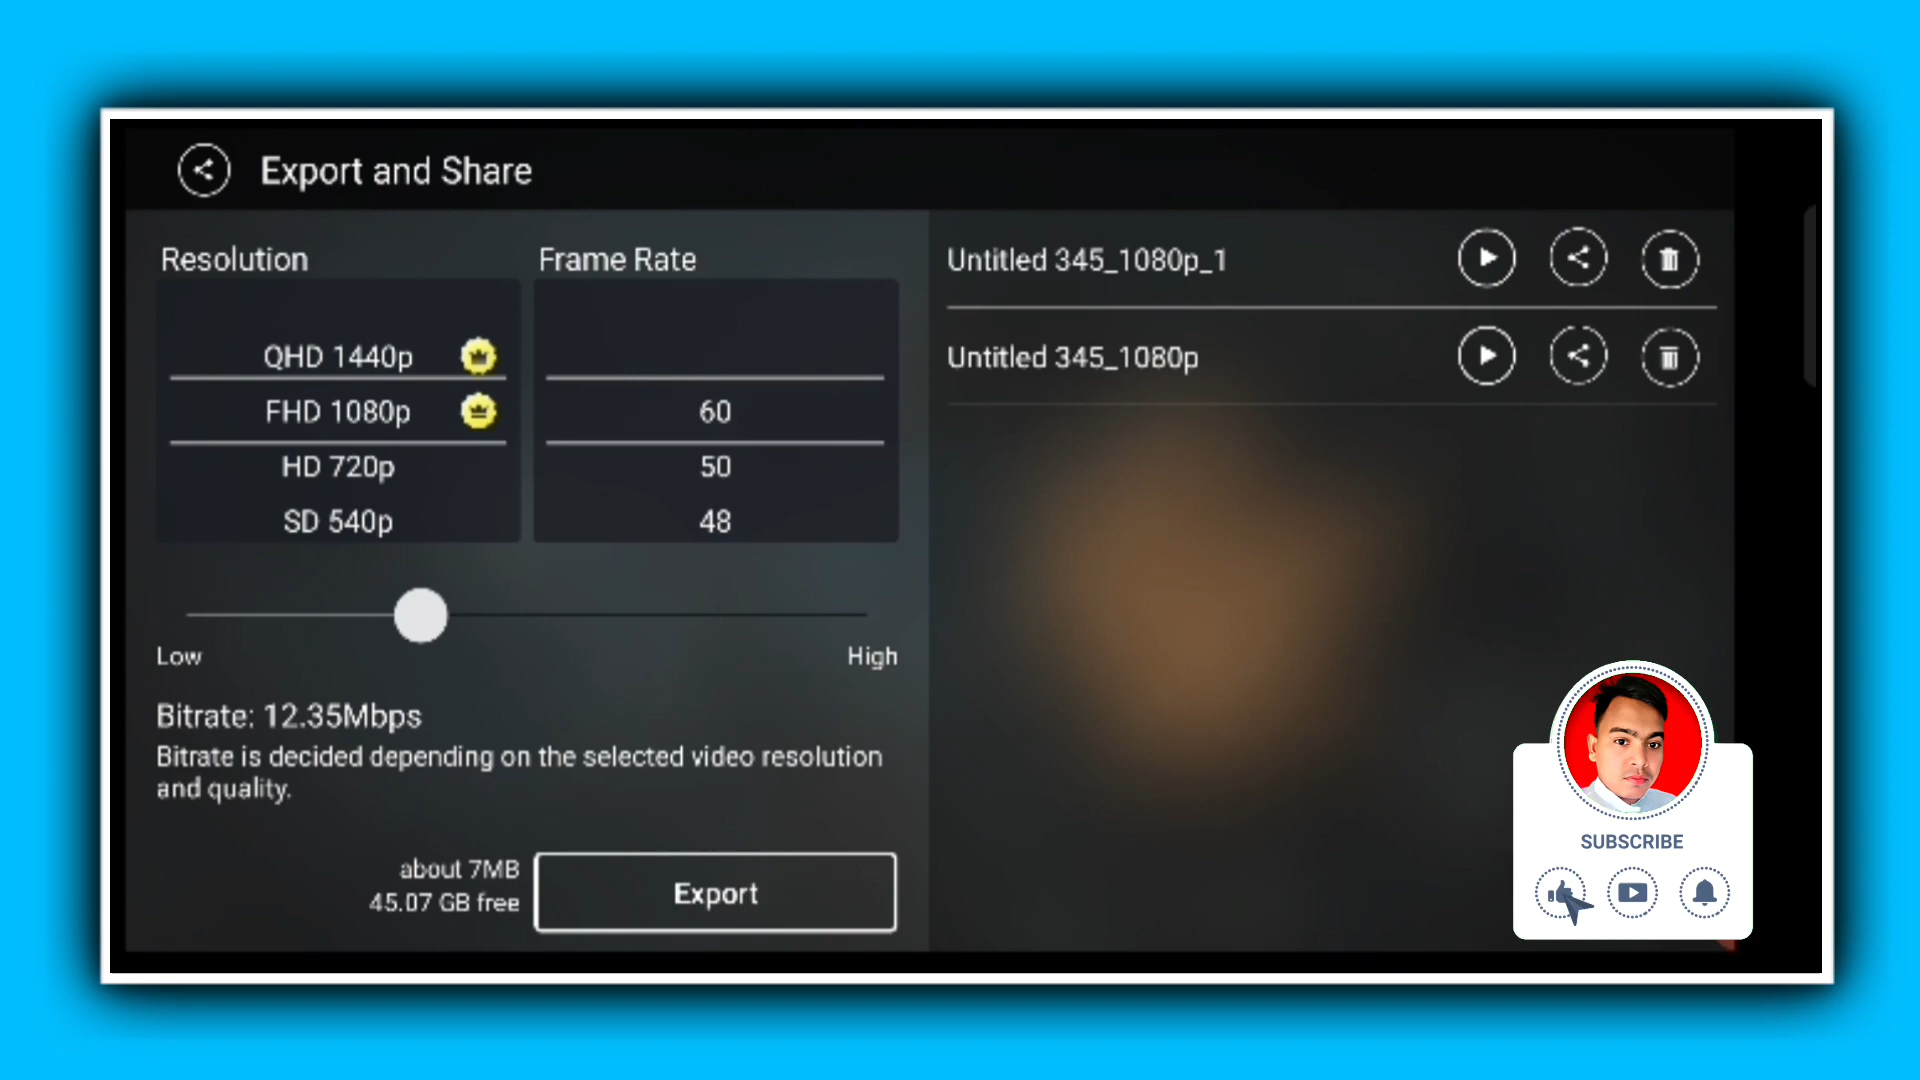 Export and Share
Resolution
Frame Rate
QHD 1440p
FHD 1080p
HD 720p
SD 540p
60
50
48
Low
High
Bitrate: 12.35Mbps
Bitrate is decided depending on the selected video resolution
and quality.
about 7MB
45.07 GB free
Export
Untitled 345_1080p_1
Untitled 345_1080p
SUBSCRIBE